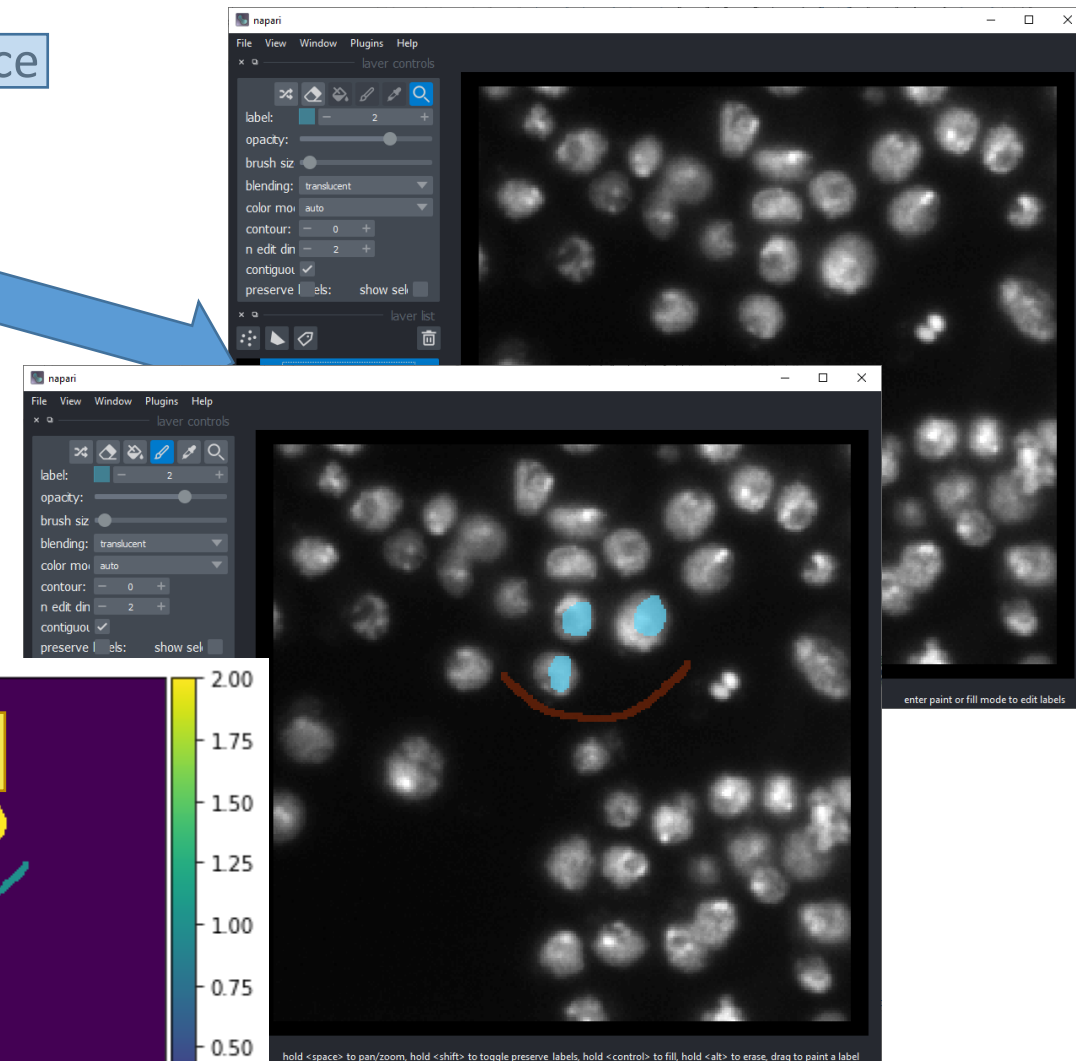 ce
napari
File View Window Plugins Help
layer controls
label: 2
opacity:
brush siz
blending: translucent
color mo auto
contour: 0
n edit din 2
contiguou
preserve els: show sele
layer list
enter paint or fill mode to edit labels
napari
File View Window Plugins Help
layer controls
label: 2
opacity:
brush siz
blending: translucent
color mo auto
contour: 0
n edit din 2
contiguou
preserve els: show sele
hold <space> to pan/zoom, hold <shift> to toggle preserve_labels, hold <control> to fill, hold <alt> to erase, drag to paint a label
2.00
1.75
1.50
1.25
1.00
0.75
0.50